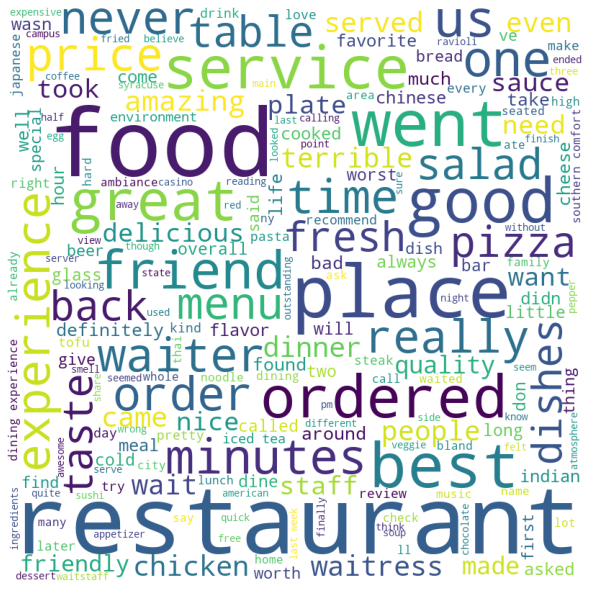 expensive
campus
fried
believe
ravioli
ended
wasn
never
drink
love
us
served
even
coffee
make
three
japanese
price
table
favorite
ve
one
main
syracuse
service
bread
half
took
come
much
sauce
amazing
plate
chinese
take
high
area
last
calling
every
seated
egg
well
special
environment
went
need
looked
cooked
point
ate
finish
food
terrible
salad
cheese
southern comfort
right
hour
hard
ambiance
casino
reading
life
worst
sure
great
time
good
away
red
said
ny
recommend
without
experience
delicious
pasta
dish
view
though
fresh
pizza
beer
overall
bad
always
bar
family
server
state
friend
outstanding
ask
want
already
glass
looking
used
menu
place
night
didn
little
pepper
back
definitely
kind
flavor
will
really
tofu
thai
dinner
steak
quality
dishes
give
smell
waiter
found
two
call
waited
seem
dining experience
taste
share
seemed
whole
noodle
dining
order
ordered
don
thing
awesome
came
pm
different
side
know
atmosphere
day
wrong
nice
called
people
long
pretty
veggie
bland
felt
cold
serve
meal
iced tea
around
minutes
best
find
city
wait
staff
indian
try
lunch
dine
review
music
name
ingredients
quite
sushi
american
last week
first
many
appetizer
quick
finally
check
chocolate
lot
restaurant
say
think
later
free
soup
home
ll
friendly
chicken
worth
waitress
made
asked
dessert
waitstaff